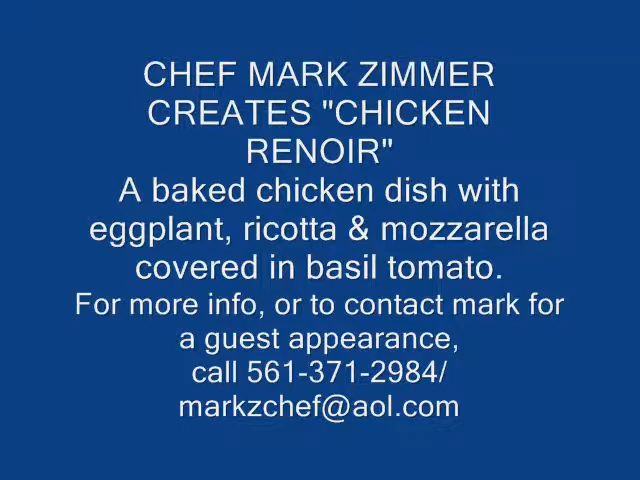 CHEF MARK ZIMMER
CREATES "CHICKEN
RENOIR"
A baked chicken dish with
eggplant, ricotta & mozzarella
covered in basil tomato.
For more info, or to contact mark for
a guest appearance,
call 561-371-2984/
markzchef@aol.com